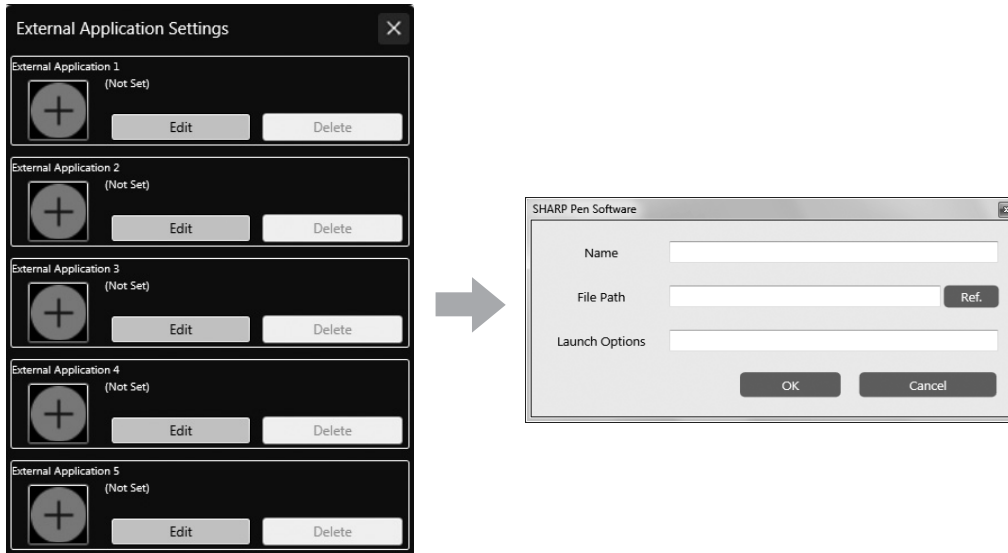 External Application Settings
External Application 1
(Not Set)
Edit Delete
External Application 2
(Not Set)
Edit Delete
External Application 3
(Not Set)
Edit Delete
External Application 4
(Not Set)
Edit Delete
External Application 5
(Not Set)
Edit Delete
SHARP Pen Software
Name
File Path Ref.
Launch Options
OK Cancel